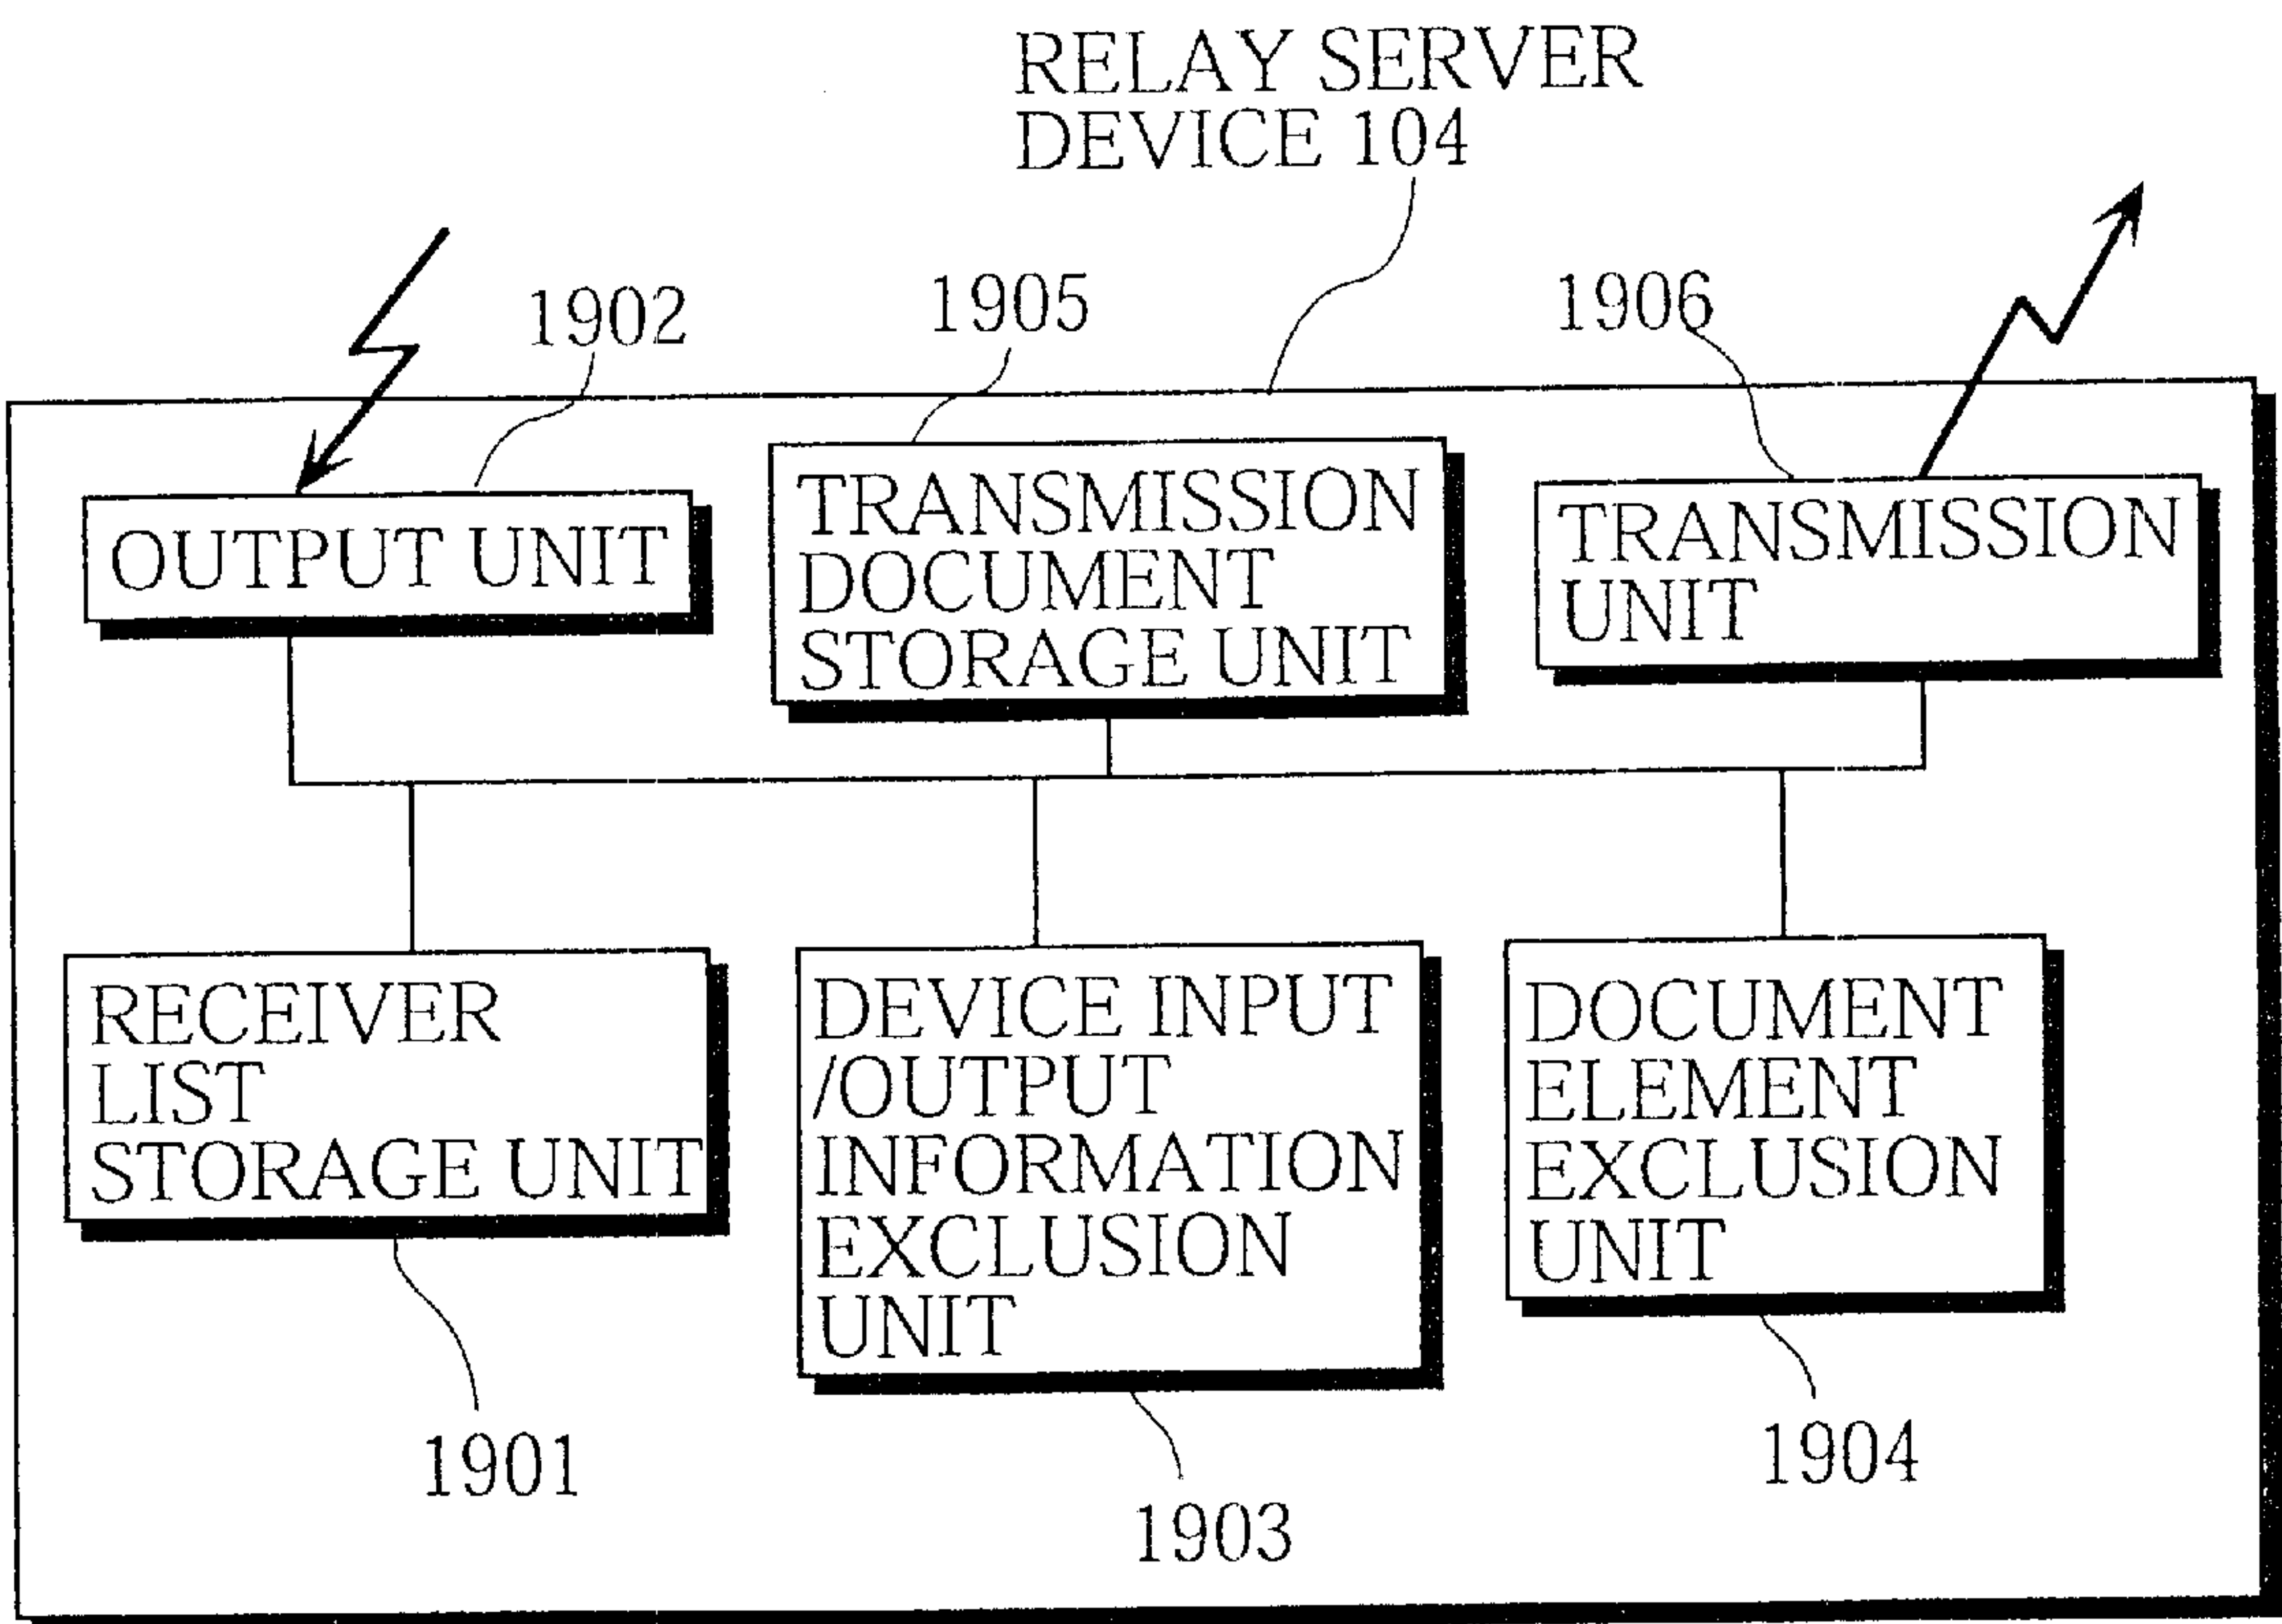 RELAY SERVER
DEVICE 104
1902
1905
1906
OUTPUT UNIT
TRANSMISSION
DOCUMENT
STORAGE UNIT
TRANSMISSION
UNIT
RECEIVER
LIST
STORAGE UNIT
DEVICE INPUT
/OUTPUT
INFORMATION
EXCLUSION
UNIT
DOCUMENT
ELEMENT
EXCLUSION
UNIT
1901
1903
1904